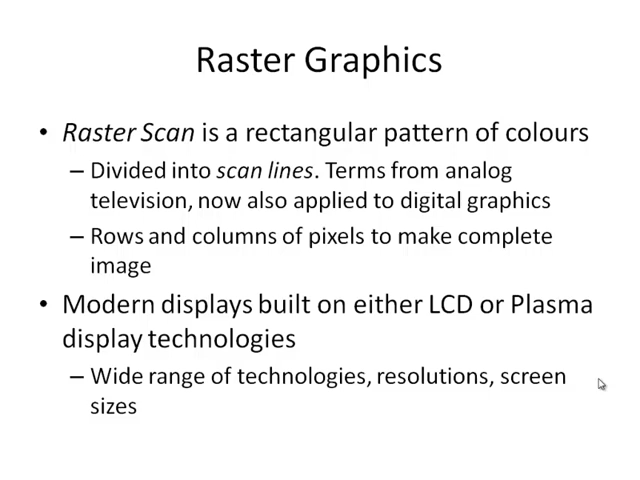 Raster Graphics
• Raster Scan is a rectangular pattern of colours
– Divided into scan lines. Terms from analog
television, now also applied to digital graphics
– Rows and columns of pixels to make complete
image
• Modern displays built on either LCD or Plasma
display technologies
– Wide range of technologies, resolutions, screen
sizes